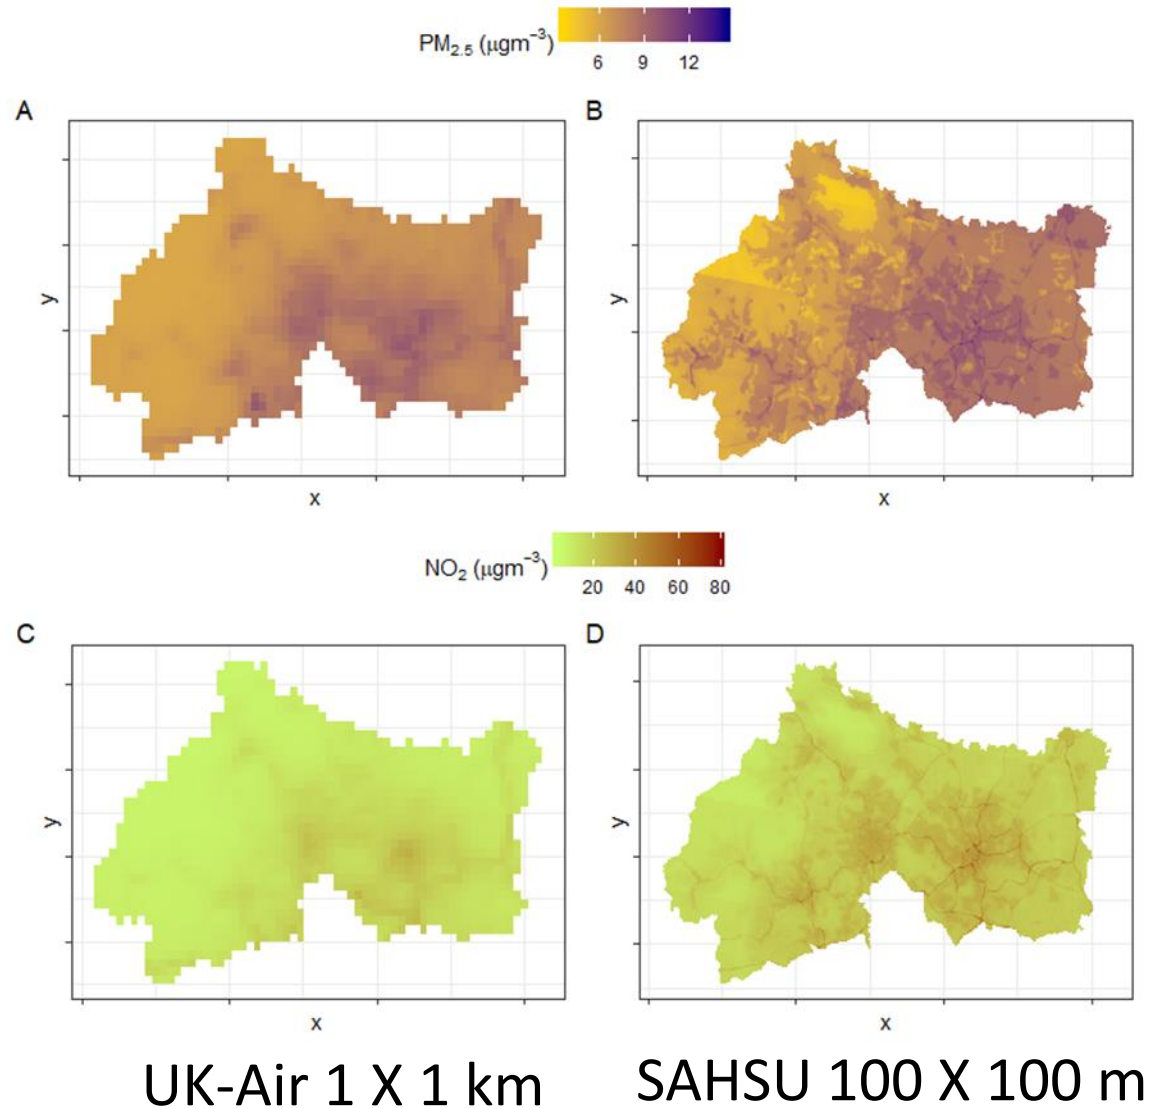 PM₂.₅ (μgm⁻³)
6 9 12
A
B
y
y
x
x
NO₂ (μgm⁻³)
20 40 60 80
C
D
y
y
x
x
UK-Air 1 X 1 km
SAHSU 100 X 100 m